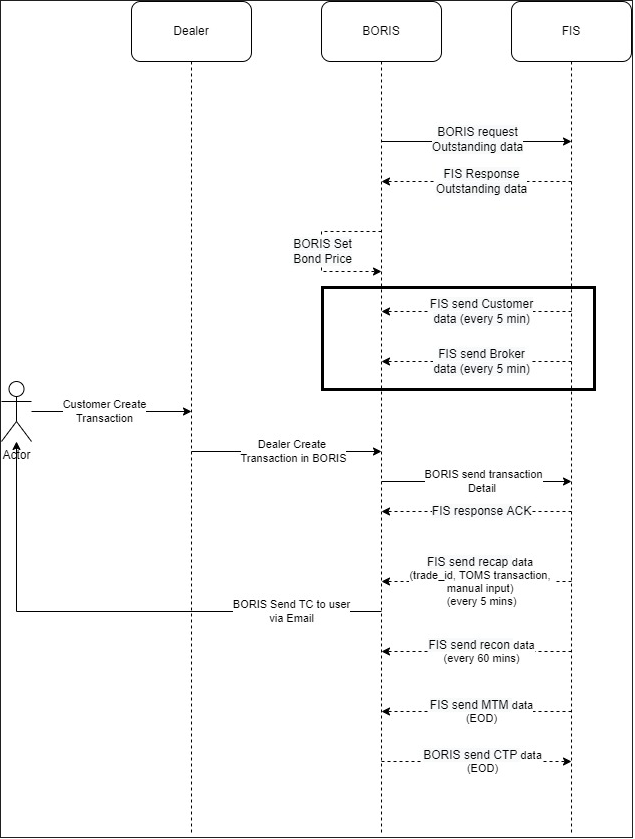 Dealer
BORIS
FIS
BORIS request
Outstanding data
FIS Response
Outstanding data
BORIS Set
Bond Price
FIS send Customer
data (every 5 min)
FIS send Broker
data (every 5 min)
Customer Create
Transaction
Actor
Dealer Create
Transaction in BORIS
BORIS send transaction
Detail
FIS response ACK
FIS send recap data
(trade_id, TOMS transaction,
manual input)
(every 5 mins)
BORIS Send TC to user
via Email
FIS send recon data
(every 60 mins)
FIS send MTM data
(EOD)
BORIS send CTP data
(EOD)